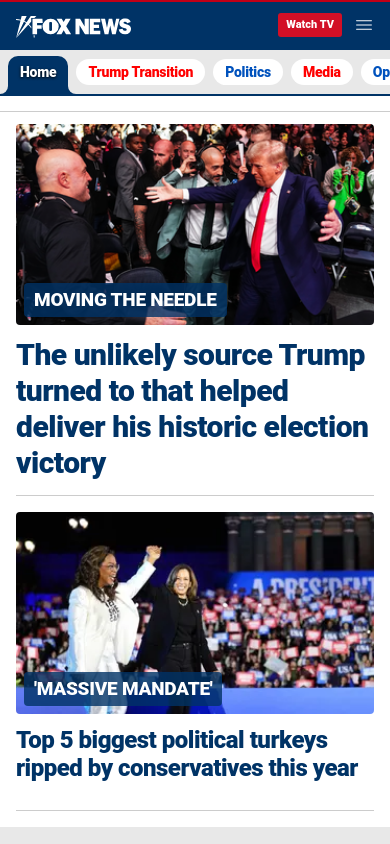 FOX NEWS
Watch TV
Home
Trump Transition
Politics
Media
Op
MOVING THE NEEDLE
The unlikely source Trump
turned to that helped
deliver his historic election
victory
A PRESIDENT
USA
'MASSIVE MANDATE'
Top 5 biggest political turkeys
ripped by conservatives this year